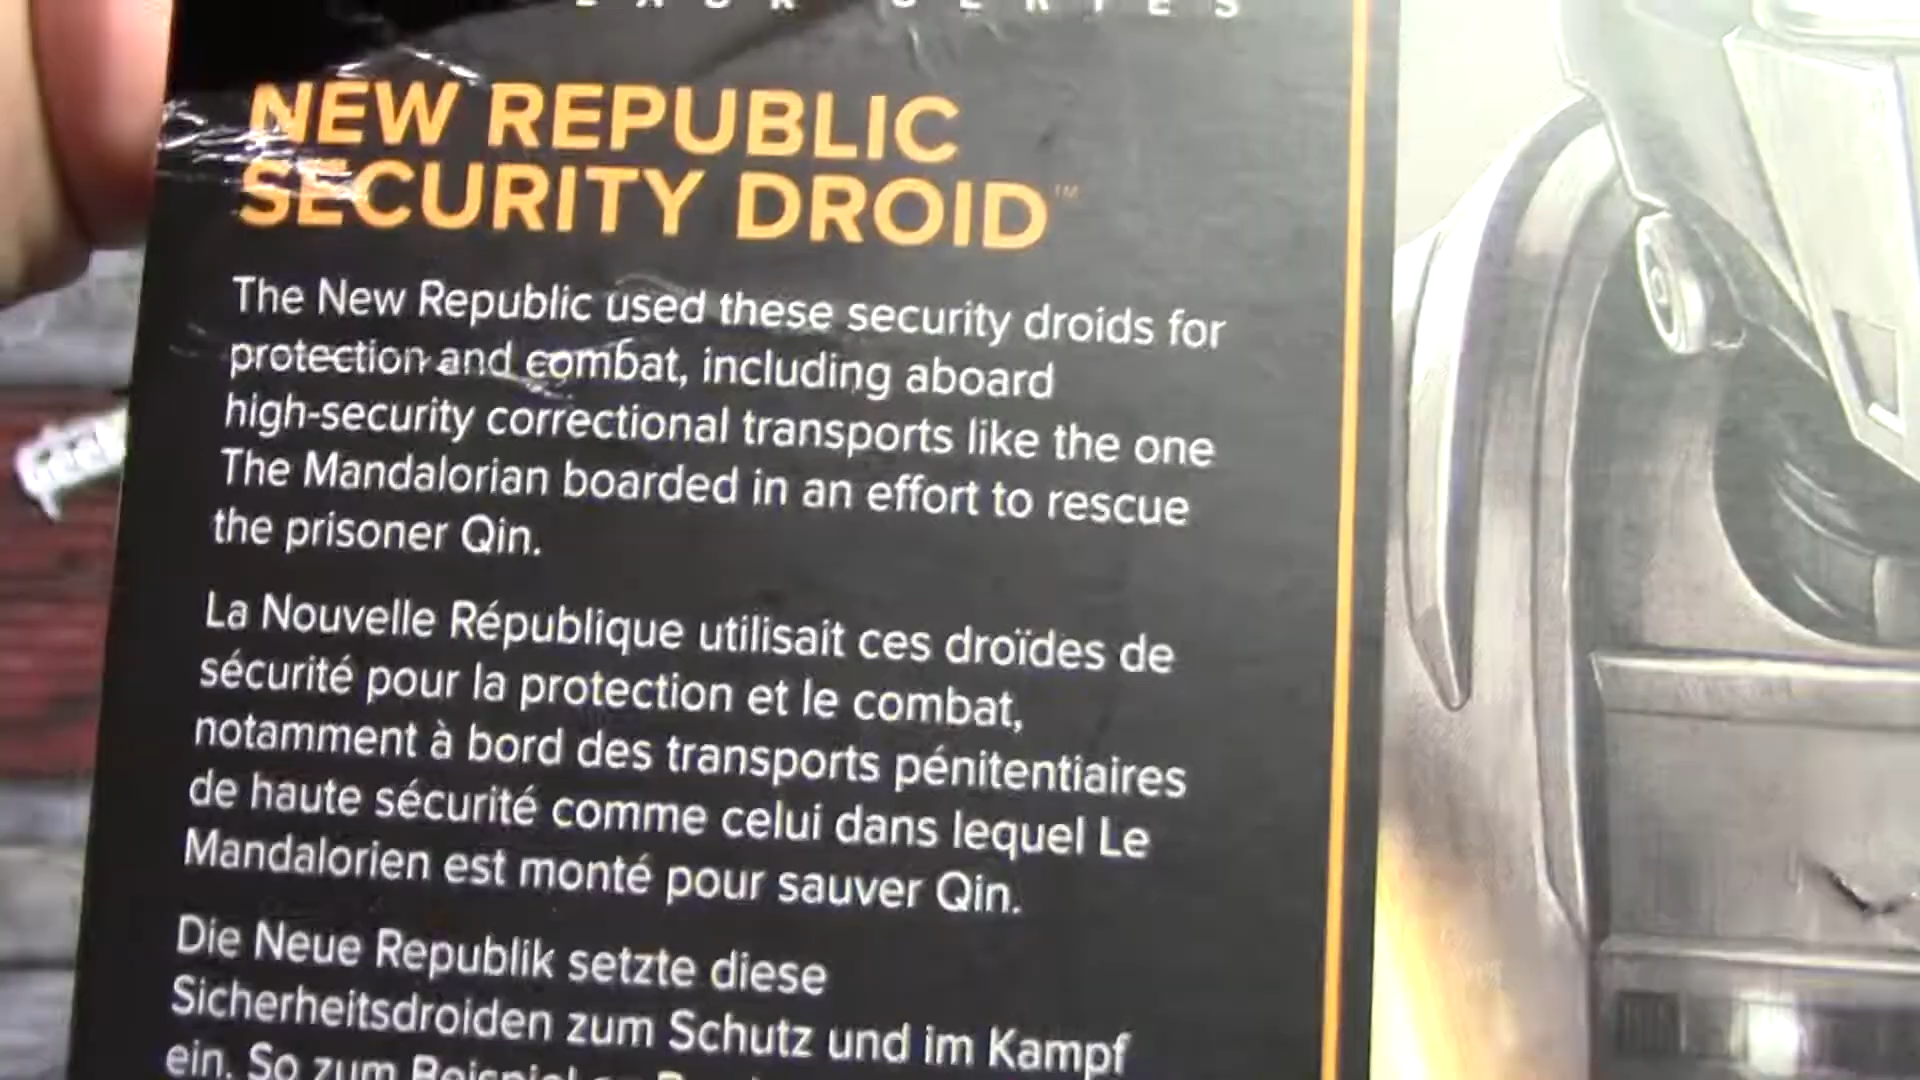 NEW REPUBLIC
SECURITY DROID™
The New Republic used these security droids for
protection and combat, including aboard
high-security correctional transports like the one
The Mandalorian boarded in an effort to rescue
the prisoner Qin.
La Nouvelle République utilisait ces droïdes de
sécurité pour la protection et le combat,
notamment à bord des transports pénitentiaires
de haute sécurité comme celui dans lequel Le
Mandalorien est monté pour sauver Qin.
Die Neue Republik setzte diese
Sicherheitsdroiden zum Schutz und im Kampf
ein. So zum Beispiel